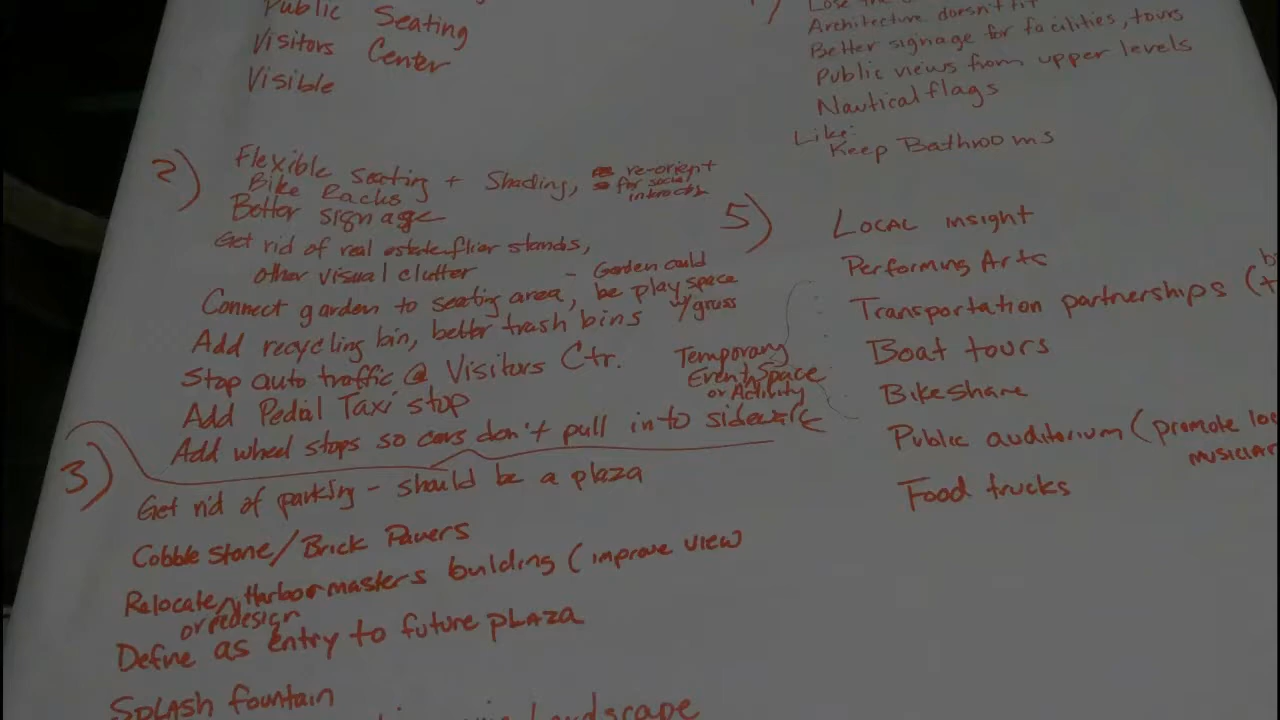 Public Seating
Visitors Center
Visible
2) Flexible seating + Shading, re-orient for social
Bike Racks
Better signage
Get rid of real estate flier stands,
other visual clutter
Connect garden to seating area, - Garden could be play space w/ grass
Add recycling bin, better trash bins
Stop auto traffic @ Visitors Ctr.
Add Pedal Taxi stop
Add wheel stops so cars don't pull into sidewalk
3) Get rid of parking - should be a plaza
Cobble stone/Brick Pavers
Relocate Harbormasters building (improve view
or redesign
Define as entry to future plaza
Splash fountain
Landscape
Architecture doesn't fit
Better signage for facilities, tours
Public views from upper levels
Nautical flags
Like:
Keep Bathrooms
5) Local insight
Performing Arts
Transportation partnerships (
Boat tours
Bikeshare
Public auditorium (promote
Food trucks
Temporary
Event Space
or Activity